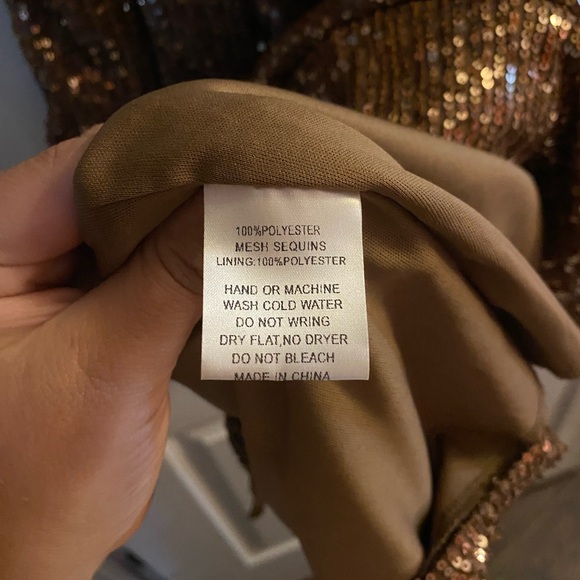 100%POLYESTER
MESH SEQUINS
LINING:100%POLYESTER
HAND OR MACHINE
WASH COLD WATER
DO NOT WRING
DRY FLAT,NO DRYER
DO NOT BLEACH
MADE IN CHINA